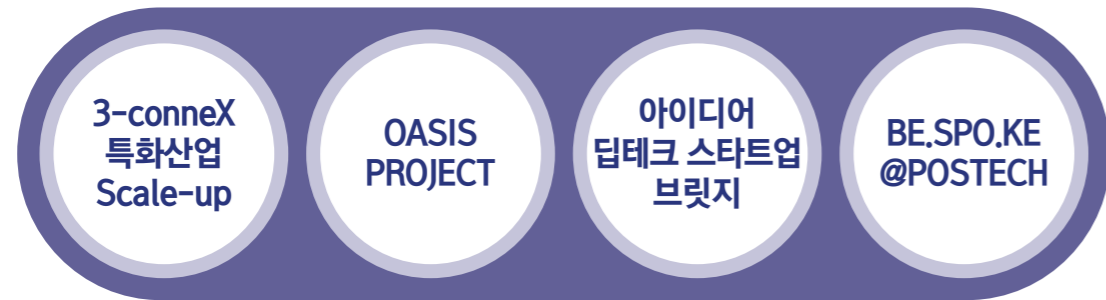 3-conneX
특화산업
Scale-up
OASIS
PROJECT
아이디어
딥테크 스타트업
브릿지
BE.SPO.KE
@POSTECH